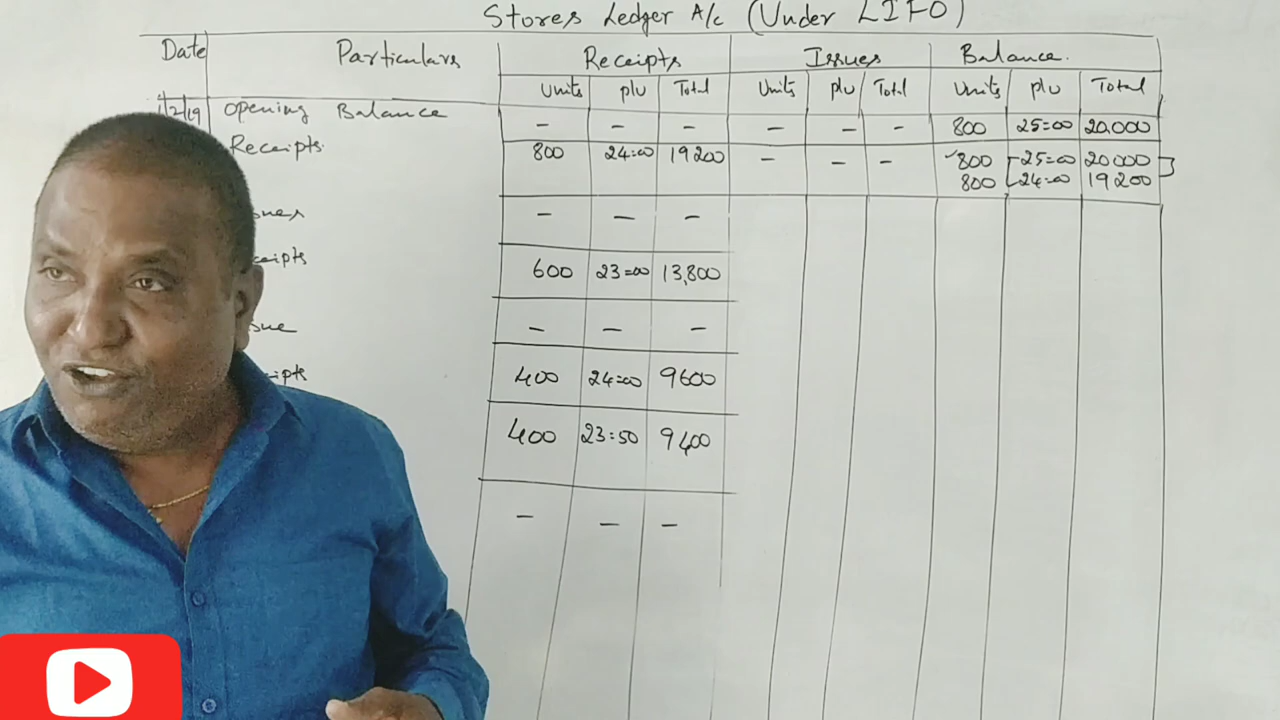 Stores Ledger A/c (Under LIFO)
Date Particulars Receipts Issues Balance.
Units p/u Total Units p/u Total Units p/u Total
1/2/19 Opening Balance - - - - - - 800 25=00 20,000
Receipts. 800 24=00 19200 - - - 800 25=00 20000
800 24=00 19200
- - -
600 23=00 13,800
- - -
400 24=00 9600
400 23=50 9400
- - -